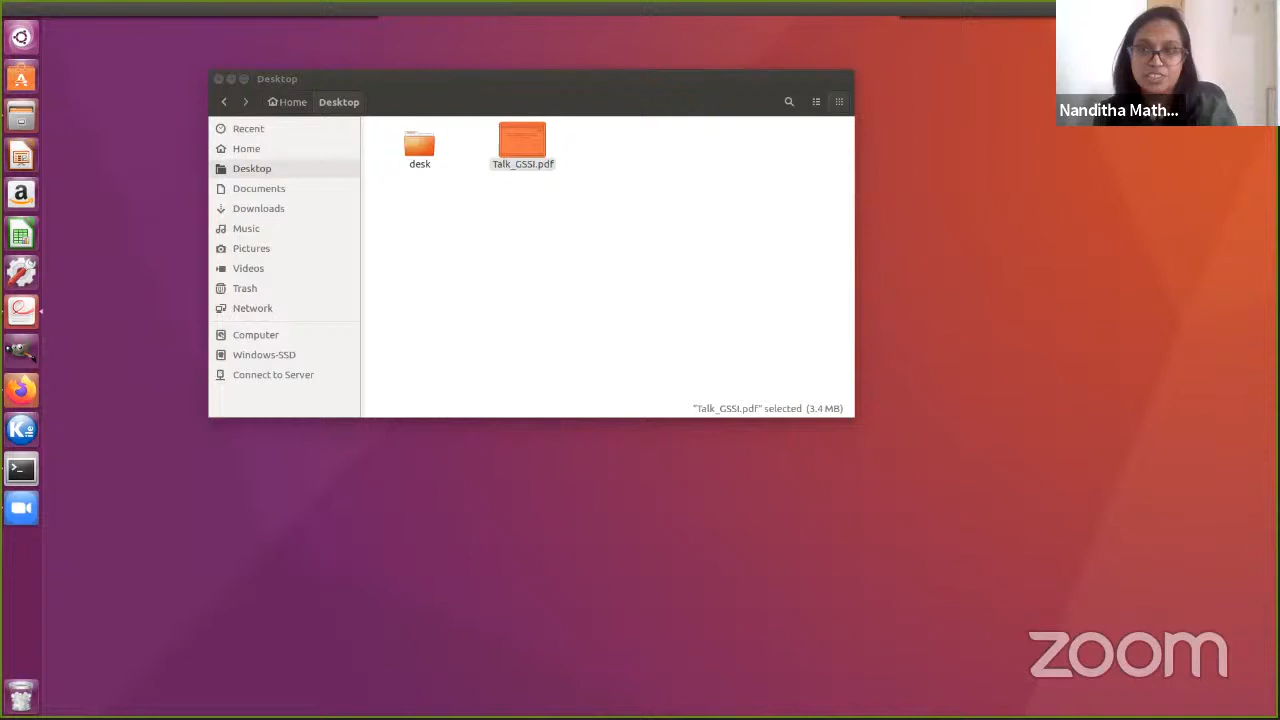 Desktop
Home
Desktop
Recent
Home
Desktop
Documents
Downloads
Music
Pictures
Videos
Trash
Network
Computer
Windows-SSD
Connect to Server
desk
Talk_GSSI.pdf
"Talk_GSSI.pdf" selected (3.4 MB)
Nanditha Math...
zoom